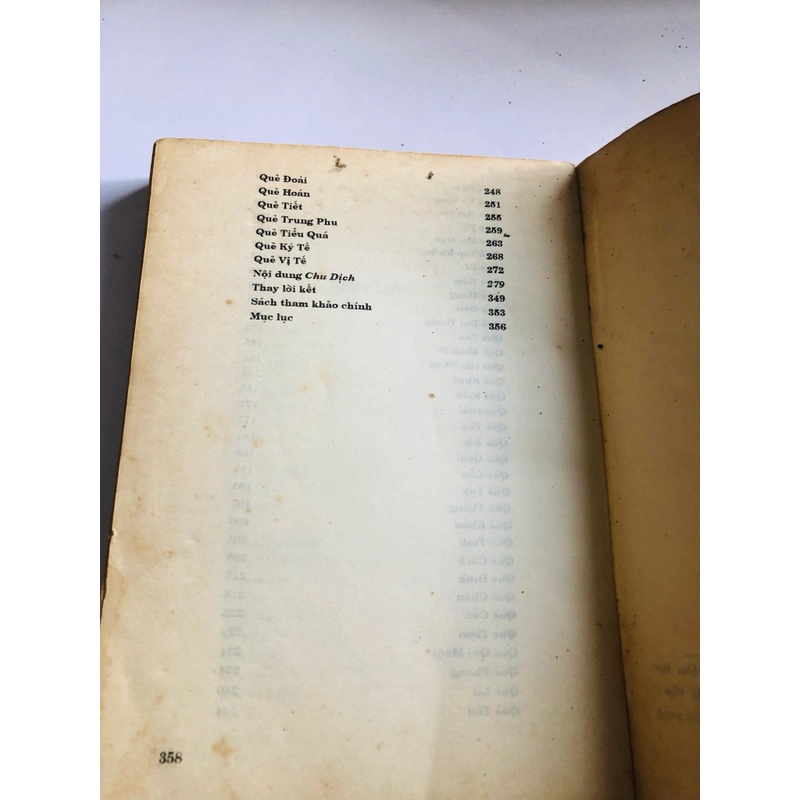 Quẻ Đoái 248
Quẻ Hoán 251
Quẻ Tiết 255
Quẻ Trung Phu 259
Quẻ Tiểu Quá 263
Quẻ Ký Tế 268
Quẻ Vị Tế 272
Nội dung Chu Dịch 279
Thay lời kết 349
Sách tham khảo chính 353
Mục lục 356
358